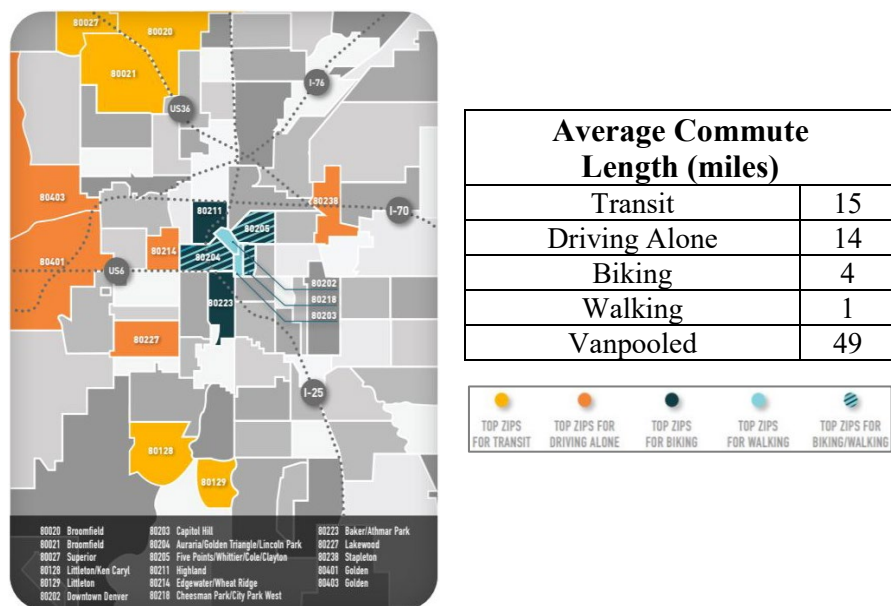 80027
80020
80021
I-76
US36
80403
80238
80211
I-70
80205
80214
80401
80204
US6
80202
80218
80223
80203
80227
I-25
80128
80129
80020 Broomfield
80021 Broomfield
80027 Superior
80128 Littleton/Ken Caryl
80129 Littleton
80202 Downtown Denver
80203 Capitol Hill
80204 Auraria/Golden Triangle/Lincoln Park
80205 Five Points/Whittier/Cole/Clayton
80211 Highland
80214 Edgewater/Wheat Ridge
80218 Cheesman Park/City Park West
80223 Baker/Athmar Park
80227 Lakewood
80238 Stapleton
80401 Golden
80403 Golden
Average Commute
Length (miles)
Transit 15
Driving Alone 14
Biking 4
Walking 1
Vanpooled 49
TOP ZIPS
FOR TRANSIT
TOP ZIPS FOR
DRIVING ALONE
TOP ZIPS
FOR BIKING
TOP ZIPS
FOR WALKING
TOP ZIPS FOR
BIKING/WALKING